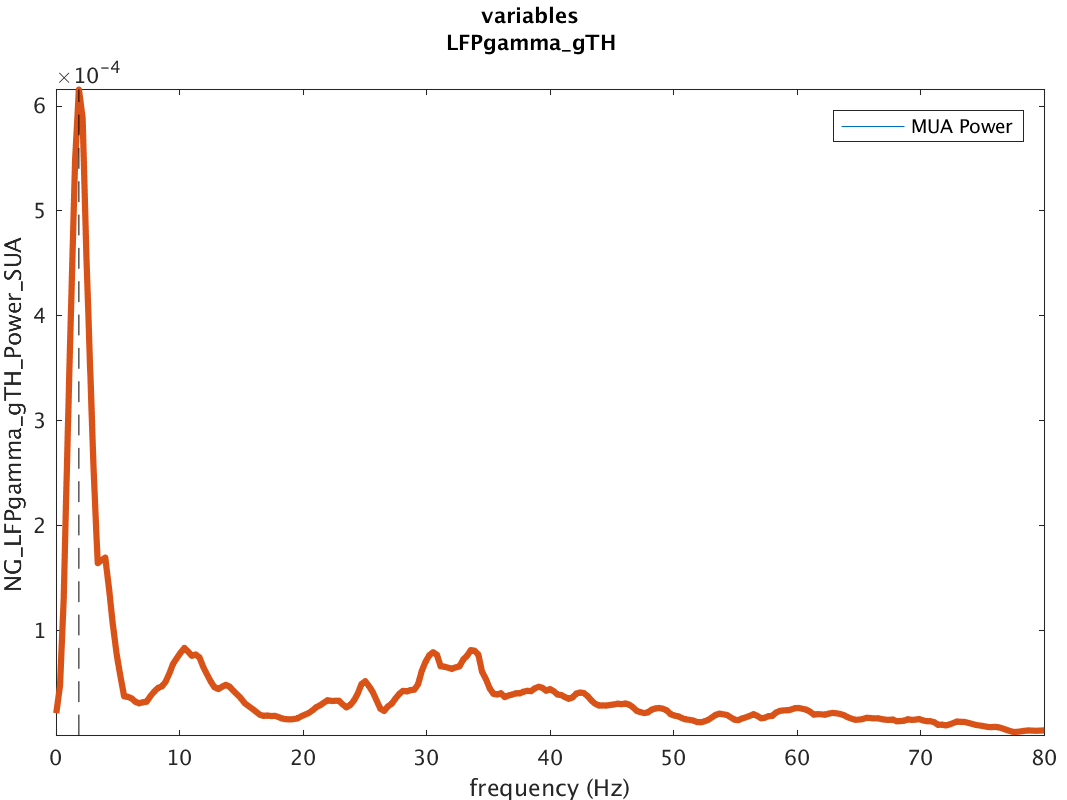 variables
LFPgamma_gTH
×10⁻⁴
6
5
4
3
2
1
NG_LFPgamma_gTH_Power_SUA
MUA Power
0 10 20 30 40 50 60 70 80
frequency (Hz)